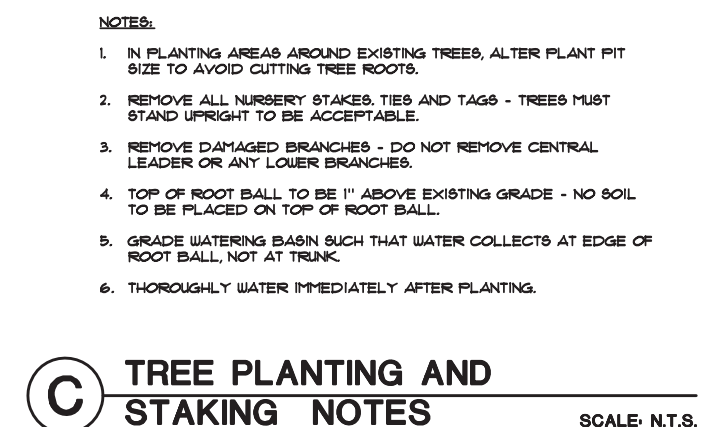 NOTES:
1. IN PLANTING AREAS AROUND EXISTING TREES, ALTER PLANT PIT
SIZE TO AVOID CUTTING TREE ROOTS.
2. REMOVE ALL NURSERY STAKES. TIES AND TAGS - TREES MUST
STAND UPRIGHT TO BE ACCEPTABLE.
3. REMOVE DAMAGED BRANCHES - DO NOT REMOVE CENTRAL
LEADER OR ANY LOWER BRANCHES.
4. TOP OF ROOT BALL TO BE 1" ABOVE EXISTING GRADE - NO SOIL
TO BE PLACED ON TOP OF ROOT BALL.
5. GRADE WATERING BASIN SUCH THAT WATER COLLECTS AT EDGE OF
ROOT BALL, NOT AT TRUNK.
6. THOROUGHLY WATER IMMEDIATELY AFTER PLANTING.
C
TREE PLANTING AND
STAKING NOTES
SCALE: N.T.S.